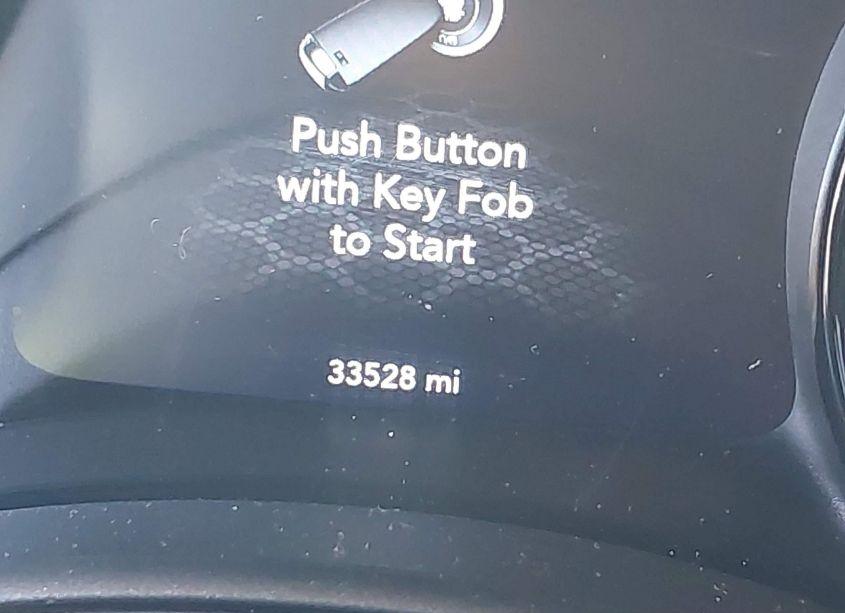 Push Button
with Key Fob
to Start
33528 mi